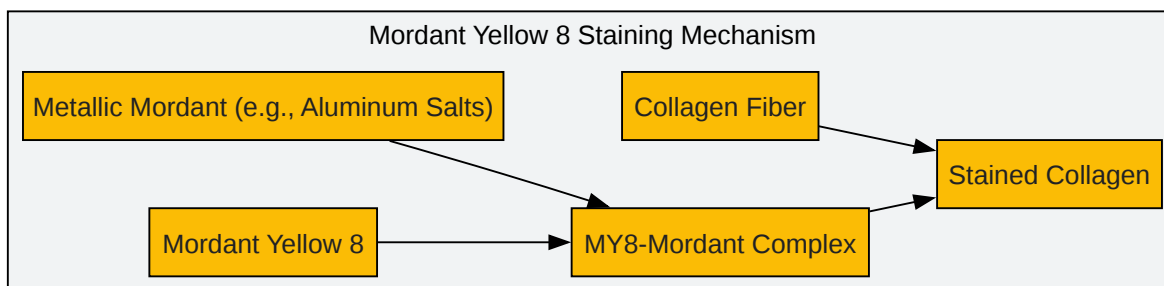 Mordant Yellow 8 Staining Mechanism
Metallic Mordant (e.g., Aluminum Salts)
Collagen Fiber
Stained Collagen
Mordant Yellow 8
MY8-Mordant Complex